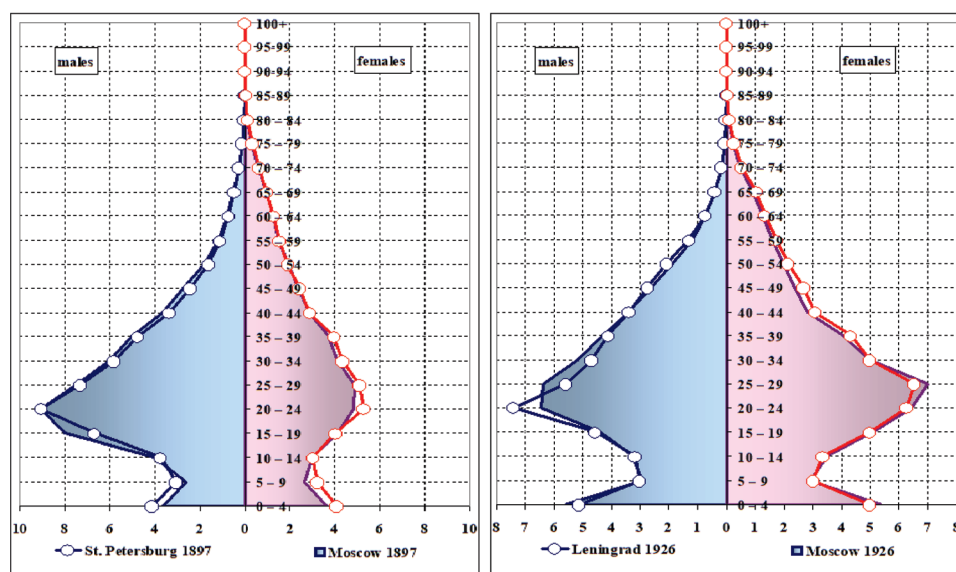 males
females
100+
95-99
90-94
85-89
80 – 84
75 – 79
70 – 74
65 – 69
60 – 64
55 – 59
50 – 54
45 – 49
40 – 44
35 – 39
30 – 34
25 – 29
20 – 24
15 – 19
10 – 14
5 – 9
0 – 4
10 8 6 4 2 0 2 4 6 8 10
St. Petersburg 1897 Moscow 1897
males
females
100+
95-99
90-94
85-89
80 – 84
75 – 79
70 – 74
65 – 69
60 – 64
55 – 59
50 – 54
45 – 49
40 – 44
35 – 39
30 – 34
25 – 29
20 – 24
15 – 19
10 – 14
5 – 9
0 – 4
8 7 6 5 4 3 2 1 0 1 2 3 4 5 6 7 8
Leningrad 1926 Moscow 1926